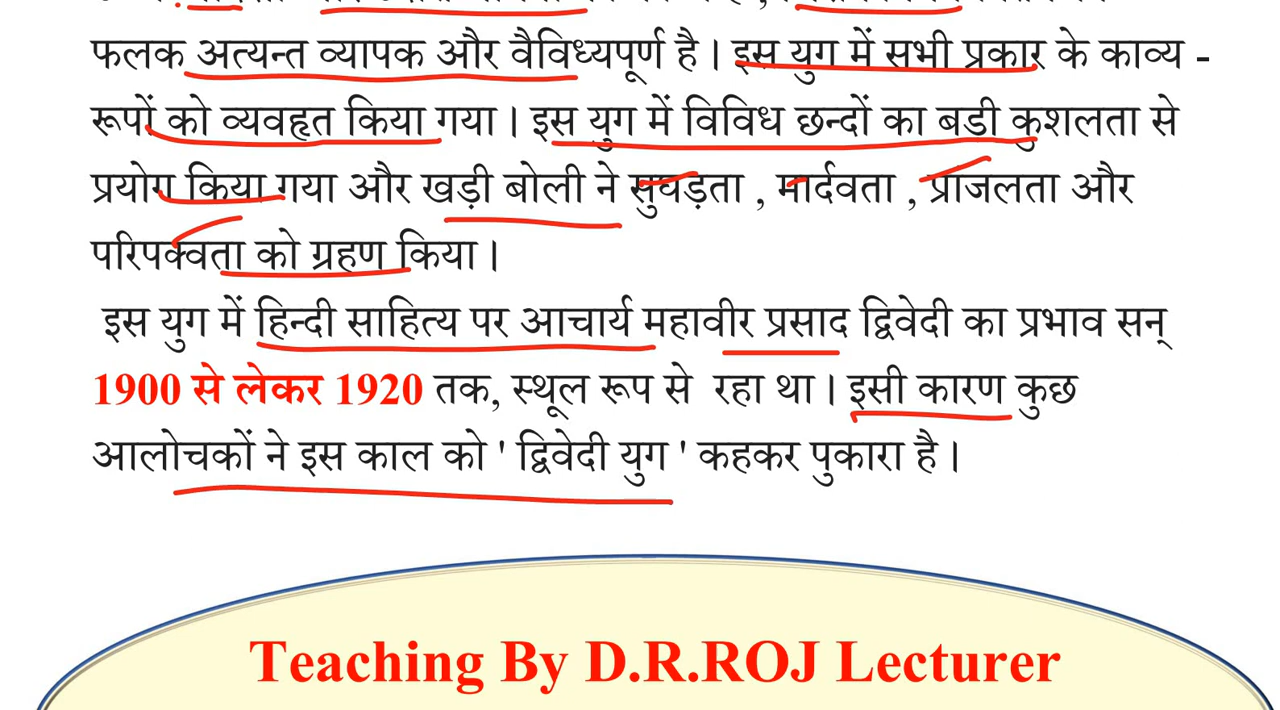 फलक अत्यन्त व्यापक और वैविध्यपूर्ण है। इस युग में सभी प्रकार के काव्य -
रूपों को व्यवहृत किया गया। इस युग में विविध छन्दों का बडी कुशलता से
प्रयोग किया गया और खड़ी बोली ने सुघड़ता , मार्दवता , प्रांजलता और
परिपक्वता को ग्रहण किया।
इस युग में हिन्दी साहित्य पर आचार्य महावीर प्रसाद द्विवेदी का प्रभाव सन्
1900 से लेकर 1920 तक, स्थूल रूप से रहा था। इसी कारण कुछ
आलोचकों ने इस काल को ' द्विवेदी युग ' कहकर पुकारा है।
Teaching By D.R.ROJ Lecturer